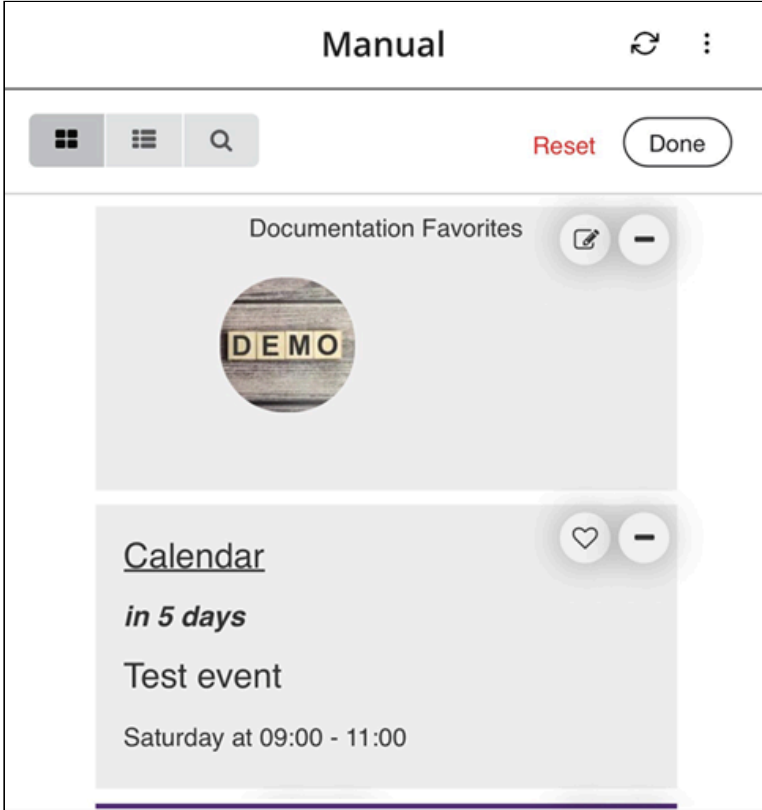 Manual
Reset
Done
Documentation Favorites
DEMO
Calendar
in 5 days
Test event
Saturday at 09:00 - 11:00